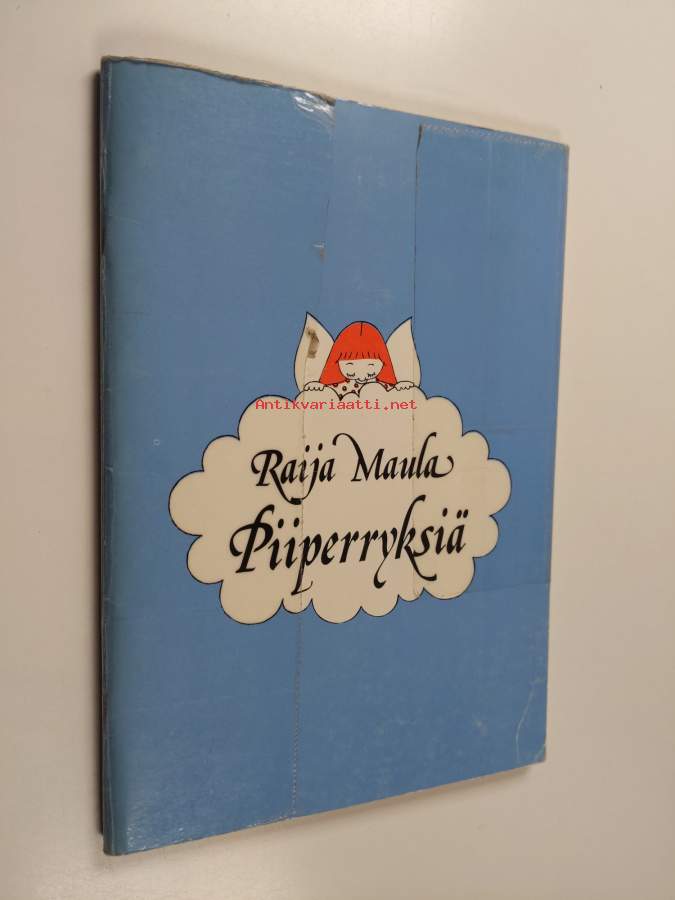 Antikvariaatti.net
Raija Maula
Piiperryksiä